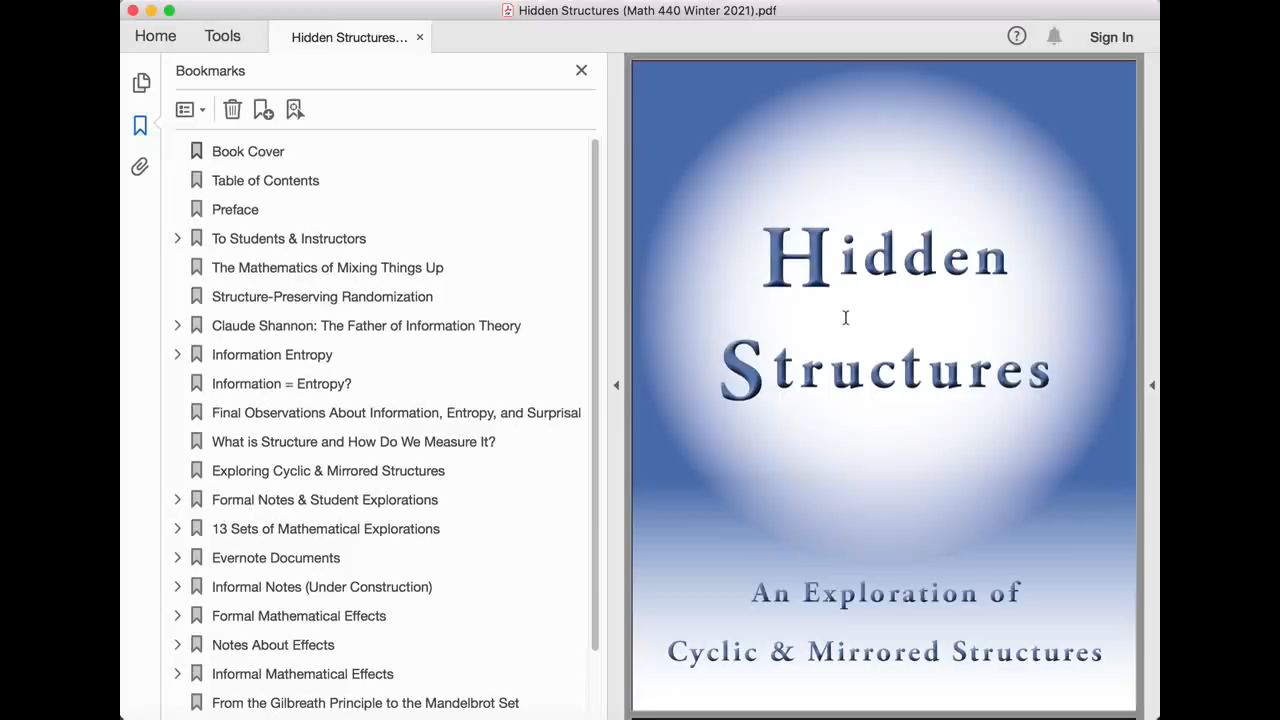 Hidden Structures (Math 440 Winter 2021).pdf
Home
Tools
Hidden Structures...
Sign In
Bookmarks
Book Cover
Table of Contents
Preface
To Students & Instructors
The Mathematics of Mixing Things Up
Structure-Preserving Randomization
Claude Shannon: The Father of Information Theory
Information Entropy
Information = Entropy?
Final Observations About Information, Entropy, and Surprisal
What is Structure and How Do We Measure It?
Exploring Cyclic & Mirrored Structures
Formal Notes & Student Explorations
13 Sets of Mathematical Explorations
Evernote Documents
Informal Notes (Under Construction)
Formal Mathematical Effects
Notes About Effects
Informal Mathematical Effects
From the Gilbreath Principle to the Mandelbrot Set
Hidden
Structures
An Exploration of
Cyclic & Mirrored Structures